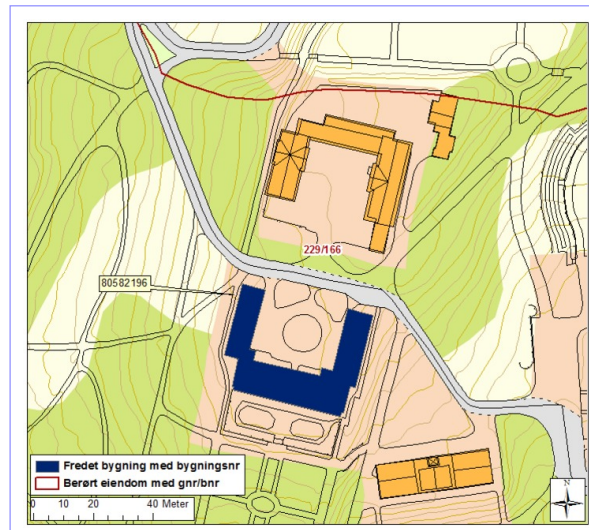 229/166
80582196
Fredet bygning med bygningsnr
Berørt eiendom med gnr/bnr
0 10 20 40 Meter
N